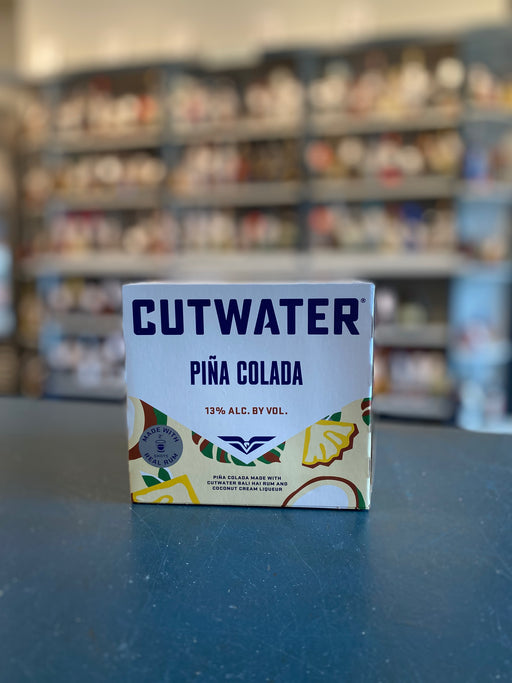 CUTWATER®
PIÑA COLADA
13% ALC. BY VOL.
MADE WITH
REAL RUM
PIÑA COLADA MADE WITH
CUTWATER BALI HAI RUM AND
COCONUT CREAM LIQUEUR